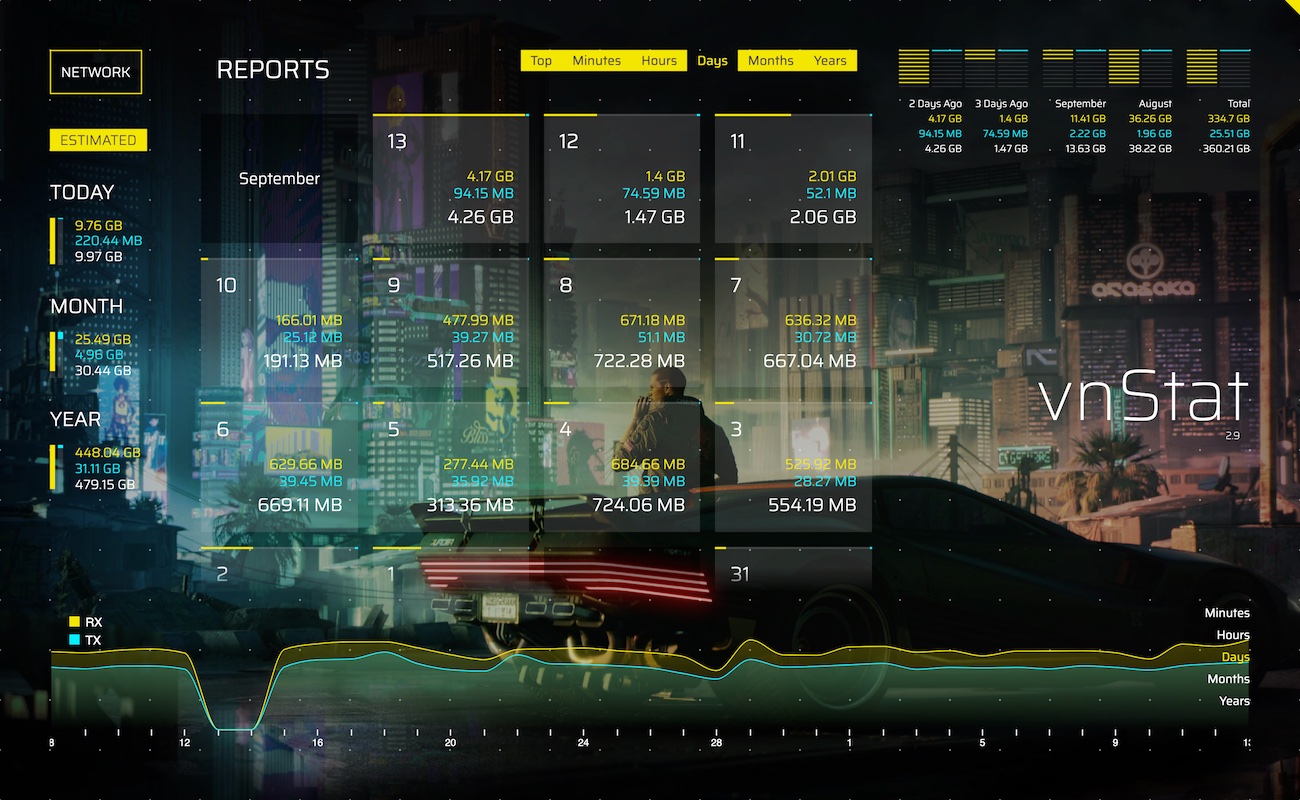 NETWORK
REPORTS
Top Minutes Hours Days Months Years
2 Days Ago 3 Days Ago September August Total
4.17 GB 1.4 GB 11.41 GB 36.26 GB 334.7 GB
94.15 MB 74.59 MB 2.22 GB 1.96 GB 25.51 GB
4.26 GB 1.47 GB 13.63 GB 38.22 GB 360.21 GB
ESTIMATED
TODAY
9.76 GB
220.44 MB
9.97 GB
MONTH
25.49 GB
4.96 GB
30.44 GB
YEAR
448.04 GB
31.11 GB
479.15 GB
September
13
4.17 GB
94.15 MB
4.26 GB
12
1.4 GB
74.59 MB
1.47 GB
11
2.01 GB
52.1 MB
2.06 GB
10
166.01 MB
25.12 MB
191.13 MB
9
477.99 MB
39.27 MB
517.26 MB
8
671.18 MB
51.1 MB
722.28 MB
7
636.32 MB
30.72 MB
667.04 MB
6
629.66 MB
39.45 MB
669.11 MB
5
277.44 MB
35.92 MB
313.36 MB
4
684.66 MB
39.39 MB
724.06 MB
3
525.92 MB
28.27 MB
554.19 MB
2
1
31
arasaka
vnStat
2.9
RX
TX
Minutes
Hours
Days
Months
Years
8 12 16 20 24 28 1 5 9